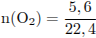 n(O₂) = 5,6/22,4